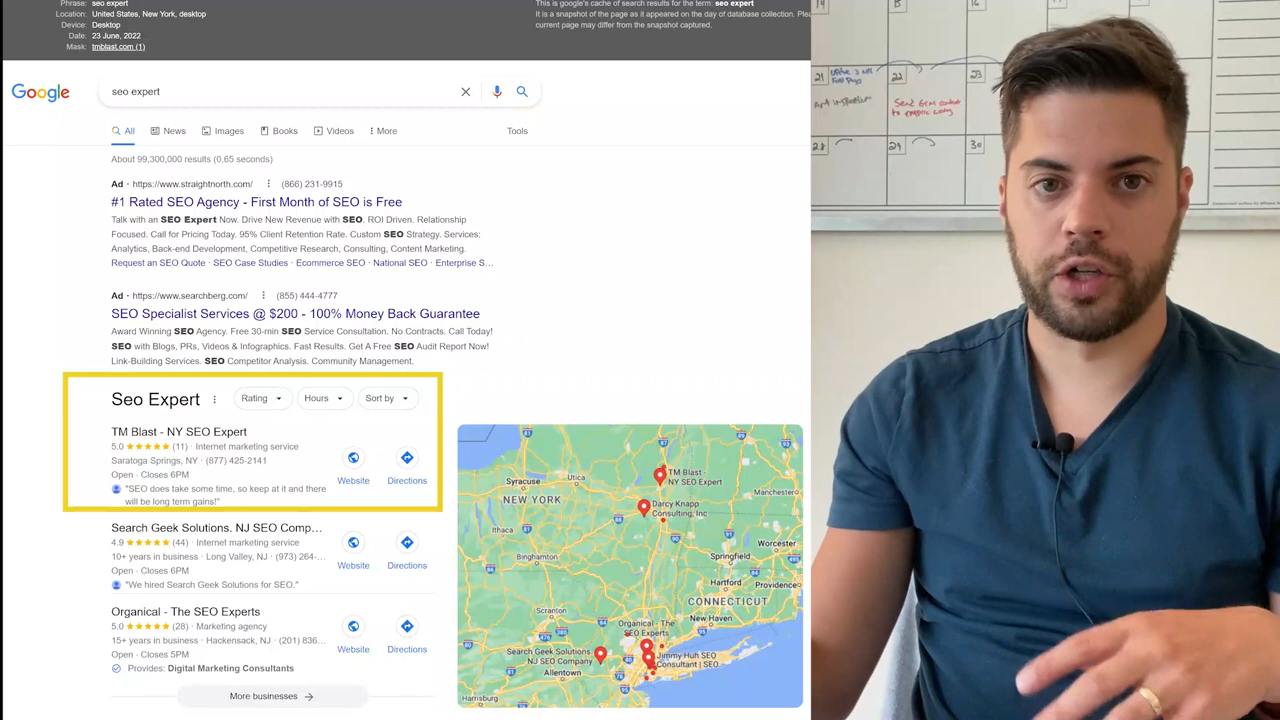 Phrase: seo expert
Location: United States, New York, desktop
Device: Desktop
Date: 23 June, 2022
Mask: tmblast.com (1)
This is google's cache of search results for the term: seo expert
It is a snapshot of the page as it appeared on the day of database collection. Plea
current page may differ from the snapshot captured.
Google
seo expert
All
News
Images
Books
Videos
More
Tools
About 99,300,000 results (0.65 seconds)
Ad · https://www.straightnorth.com/ (866) 231-9915
#1 Rated SEO Agency - First Month of SEO is Free
Talk with an SEO Expert Now. Drive New Revenue with SEO. ROI Driven. Relationship
Focused. Call for Pricing Today. 95% Client Retention Rate. Custom SEO Strategy. Services:
Analytics, Back-end Development, Competitive Research, Consulting, Content Marketing.
Request an SEO Quote · SEO Case Studies · Ecommerce SEO · National SEO · Enterprise S...
Ad · https://www.searchberg.com/ (855) 444-4777
SEO Specialist Services @ $200 - 100% Money Back Guarantee
Award Winning SEO Agency. Free 30-min SEO Service Consultation. No Contracts. Call Today!
SEO with Blogs, PRs, Videos & Infographics. Fast Results. Get A Free SEO Audit Report Now!
Link-Building Services. SEO Competitor Analysis. Community Management.
Seo Expert
Rating
Hours
Sort by
TM Blast - NY SEO Expert
5.0 (11) · Internet marketing service
Saratoga Springs, NY · (877) 425-2141
Open · Closes 6PM
"SEO does take some time, so keep at it and there
will be long term gains!"
Website
Directions
Search Geek Solutions. NJ SEO Comp...
4.9 (44) · Internet marketing service
10+ years in business · Long Valley, NJ · (973) 264-...
Open · Closes 6PM
"We hired Search Geek Solutions for SEO."
Website
Directions
Organical - The SEO Experts
5.0 (28) · Marketing agency
15+ years in business · Hackensack, NJ · (201) 836...
Open · Closes 5PM
Provides: Digital Marketing Consultants
Website
Directions
More businesses
TM Blast -
NY SEO Expert
Syracuse
Utica
NEW YORK
Manchester
Darcy Knapp
Consulting, Inc
Ithaca
Worcester
Binghamton
Springfield
Hartford
Providence
CONNECTICUT
Scranton
New Haven
Organical - The
SEO Experts
Search Geek Solutions
NJ SEO Company
Jimmy Huh SEO
Consultant | SEO
Allentown
Harrisburg
21
22
23
28
29
30